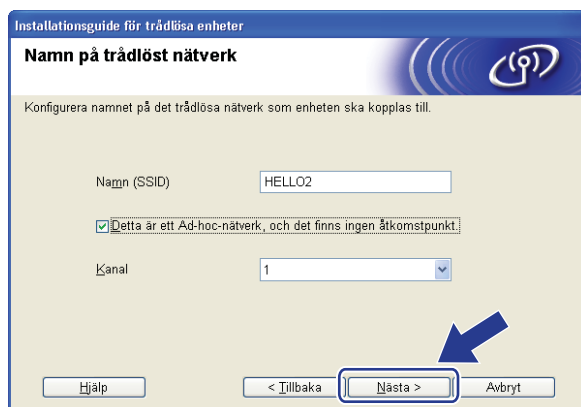 Installationsguide för trådlösa enheter
Namn på trådlöst nätverk
Konfigurera namnet på det trådlösa nätverk som enheten ska kopplas till.
Namn (SSID) HELLO2
Detta är ett Ad-hoc-nätverk, och det finns ingen åtkomstpunkt.
Kanal 1
Hjälp < Tillbaka Nästa > Avbryt